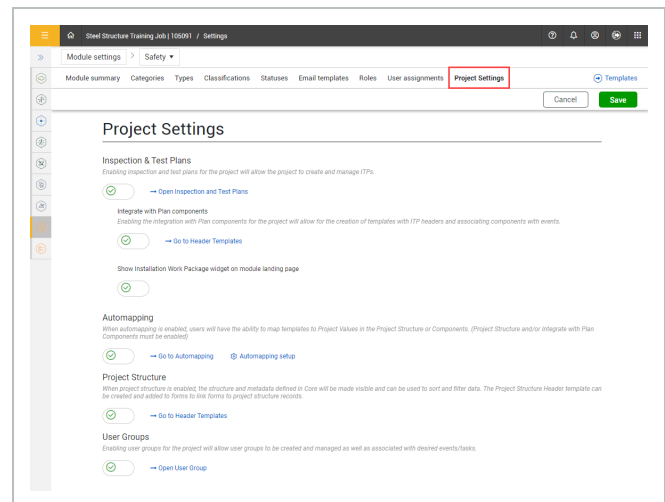 Steel Structure Training Job | 105091 / Settings
Module settings > Safety
Module summary Categories Types Classifications Statuses Email templates Roles User assignments Project Settings Templates
Cancel Save
Project Settings
Inspection & Test Plans
Enabling inspection and test plans for the project will allow the project to create and manage ITPs.
→ Open Inspection and Test Plans
Integrate with Plan components
Enabling the integration with Plan components for the project will allow for the creation of templates with ITP headers and associating components with events.
→ Go to Header Templates
Show Installation Work Package widget on module landing page
Automapping
When automapping is enabled, users will have the ability to map templates to Project Values in the Project Structure or Components. (Project Structure and/or Integrate with Plan
Components must be enabled)
→ Go to Automapping Automapping setup
Project Structure
When project structure is enabled, the structure and metadata defined in Core will be made visible and can be used to sort and filter data. The Project Structure Header template can
be created and added to forms to link forms to project structure records.
→ Go to Header Templates
User Groups
Enabling user groups for the project will allow user groups to be created and managed as well as associated with desired events/tasks.
→ Open User Group